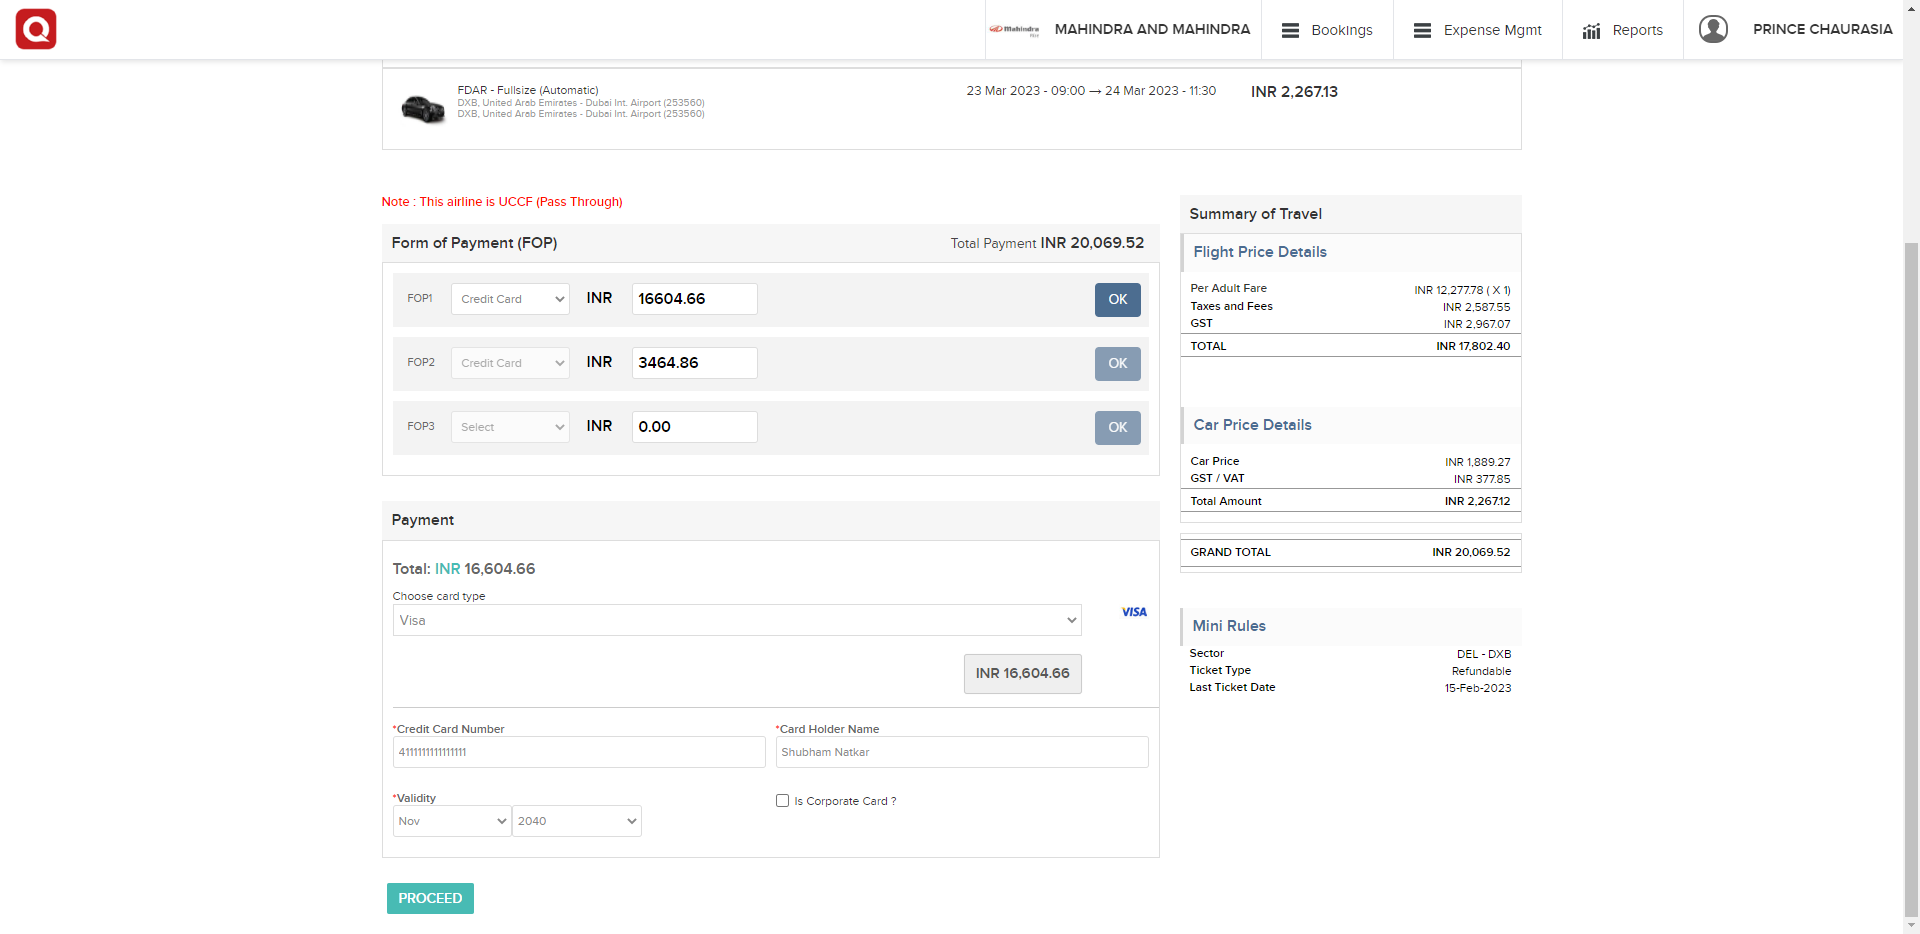 Mahindra
MAHINDRA AND MAHINDRA
Bookings
Expense Mgmt
Reports
PRINCE CHAURASIA
FDAR - Fullsize (Automatic)
DXB, United Arab Emirates - Dubai Int. Airport (253560)
DXB, United Arab Emirates - Dubai Int. Airport (253560)
23 Mar 2023 - 09:00 → 24 Mar 2023 - 11:30
INR 2,267.13
Note : This airline is UCCF (Pass Through)
Form of Payment (FOP)
Total Payment INR 20,069.52
FOP1 Credit Card INR 16604.66 OK
FOP2 Credit Card INR 3464.86 OK
FOP3 Select INR 0.00 OK
Payment
Total: INR 16,604.66
Choose card type
Visa
VISA
INR 16,604.66
*Credit Card Number
4111111111111111
*Card Holder Name
Shubham Natkar
*Validity
Nov 2040
Is Corporate Card ?
PROCEED
Summary of Travel
Flight Price Details
Per Adult Fare INR 12,277.78 ( X 1)
Taxes and Fees INR 2,587.55
GST INR 2,967.07
TOTAL INR 17,802.40
Car Price Details
Car Price INR 1,889.27
GST / VAT INR 377.85
Total Amount INR 2,267.12
GRAND TOTAL INR 20,069.52
Mini Rules
Sector DEL - DXB
Ticket Type Refundable
Last Ticket Date 15-Feb-2023